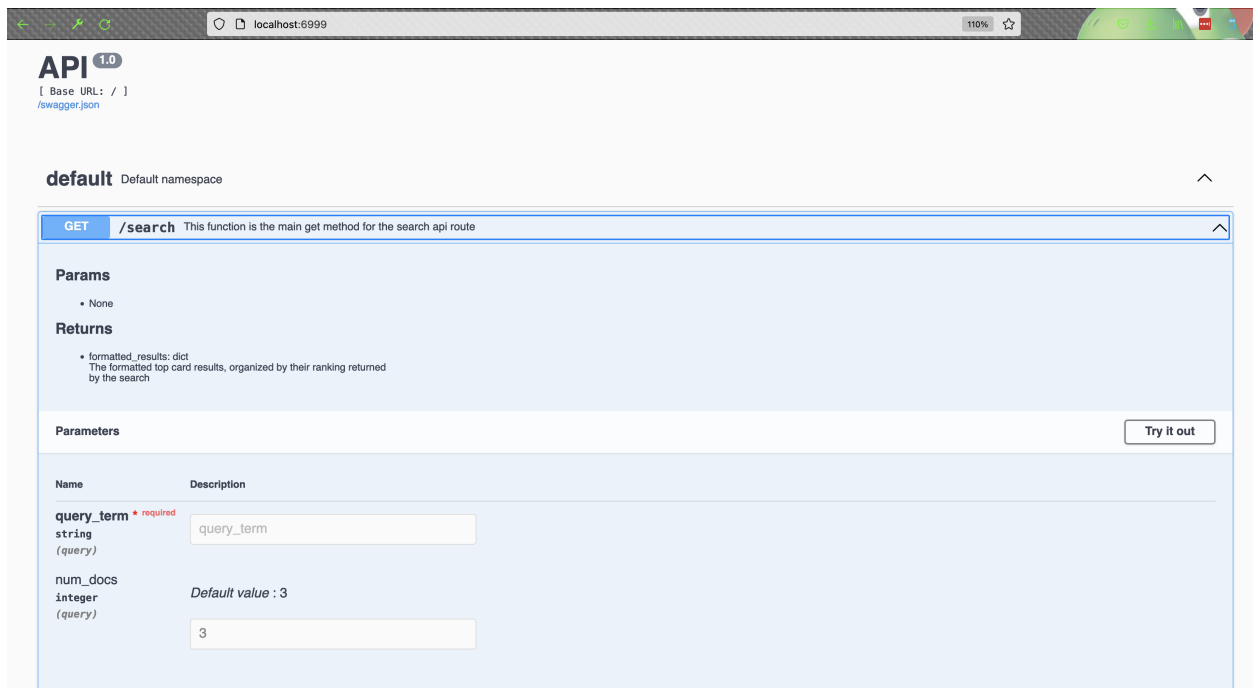 localhost:6999
110%
API 1.0
[ Base URL: / ]
/swagger.json
default Default namespace
GET /search This function is the main get method for the search api route
Params
• None
Returns
• formatted_results: dict
The formatted top card results, organized by their ranking returned
by the search
Parameters
Try it out
Name Description
query_term * required
string
(query)
query_term
num_docs
integer
(query)
Default value : 3
3